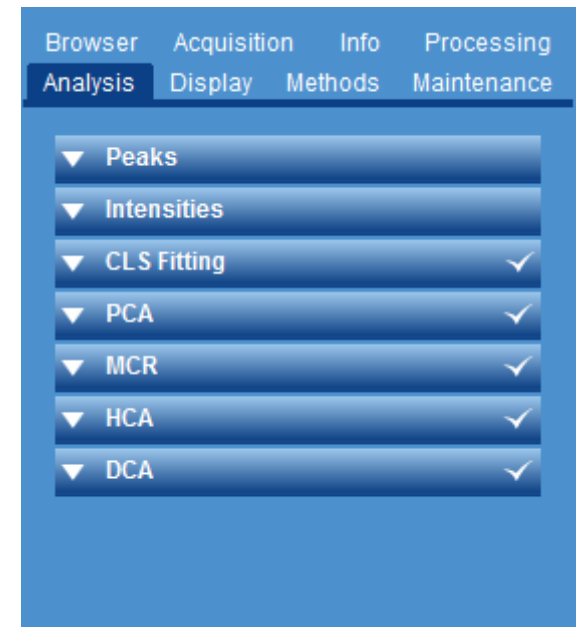 Browser Acquisition Info Processing
Analysis Display Methods Maintenance
Peaks
Intensities
CLS Fitting
PCA
MCR
HCA
DCA